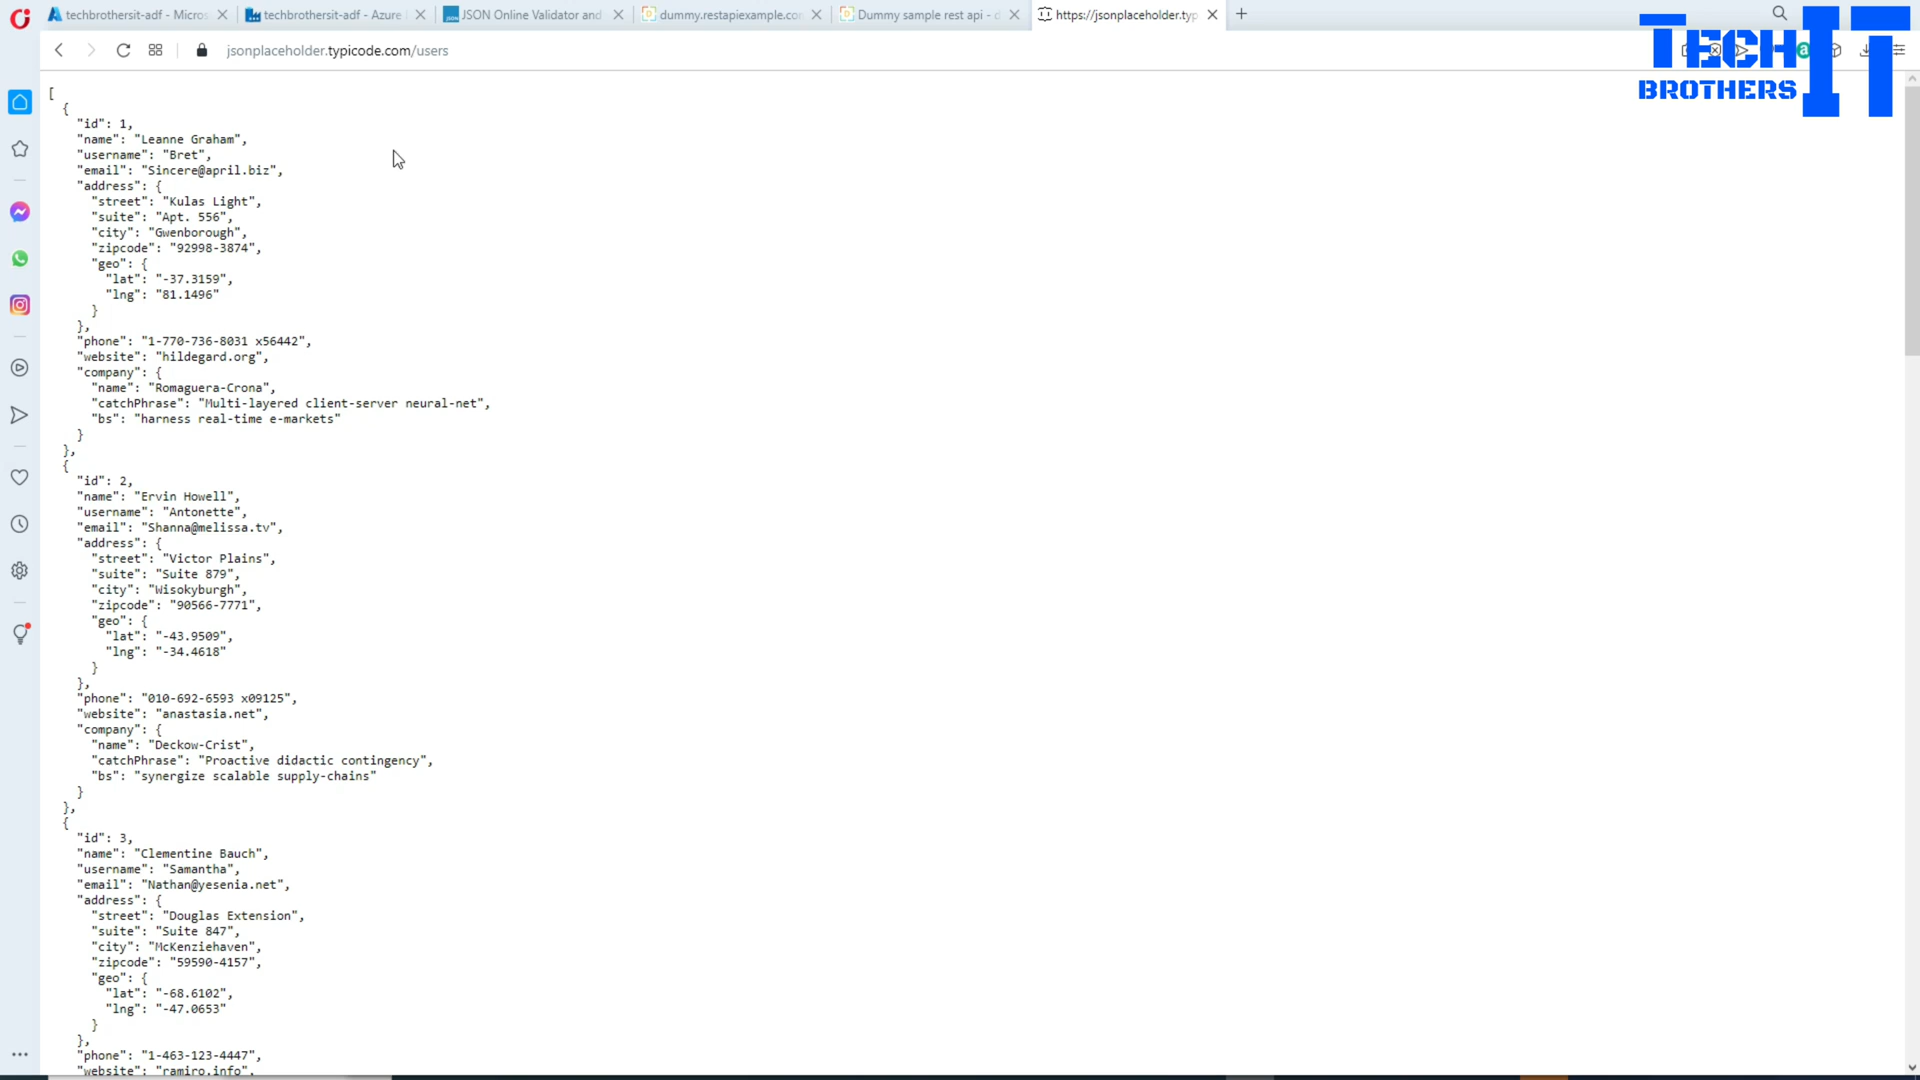 techbrothersit-adf - Micros
techbrothersit-adf - Azure
JSON Online Validator and
dummy.restapiexample.co
Dummy sample rest api - d
https://jsonplaceholder.typ
jsonplaceholder.typicode.com/users
TECH IT
BROTHERS
[
{
"id": 1,
"name": "Leanne Graham",
"username": "Bret",
"email": "Sincere@april.biz",
"address": {
"street": "Kulas Light",
"suite": "Apt. 556",
"city": "Gwenborough",
"zipcode": "92998-3874",
"geo": {
"lat": "-37.3159",
"lng": "81.1496"
}
},
"phone": "1-770-736-8031 x56442",
"website": "hildegard.org",
"company": {
"name": "Romaguera-Crona",
"catchPhrase": "Multi-layered client-server neural-net",
"bs": "harness real-time e-markets"
}
},
{
"id": 2,
"name": "Ervin Howell",
"username": "Antonette",
"email": "Shanna@melissa.tv",
"address": {
"street": "Victor Plains",
"suite": "Suite 879",
"city": "Wisokyburgh",
"zipcode": "90566-7771",
"geo": {
"lat": "-43.9509",
"lng": "-34.4618"
}
},
"phone": "010-692-6593 x09125",
"website": "anastasia.net",
"company": {
"name": "Deckow-Crist",
"catchPhrase": "Proactive didactic contingency",
"bs": "synergize scalable supply-chains"
}
},
{
"id": 3,
"name": "Clementine Bauch",
"username": "Samantha",
"email": "Nathan@yesenia.net",
"address": {
"street": "Douglas Extension",
"suite": "Suite 847",
"city": "McKenziehaven",
"zipcode": "59590-4157",
"geo": {
"lat": "-68.6102",
"lng": "-47.0653"
}
},
"phone": "1-463-123-4447",
"website": "ramiro.info",